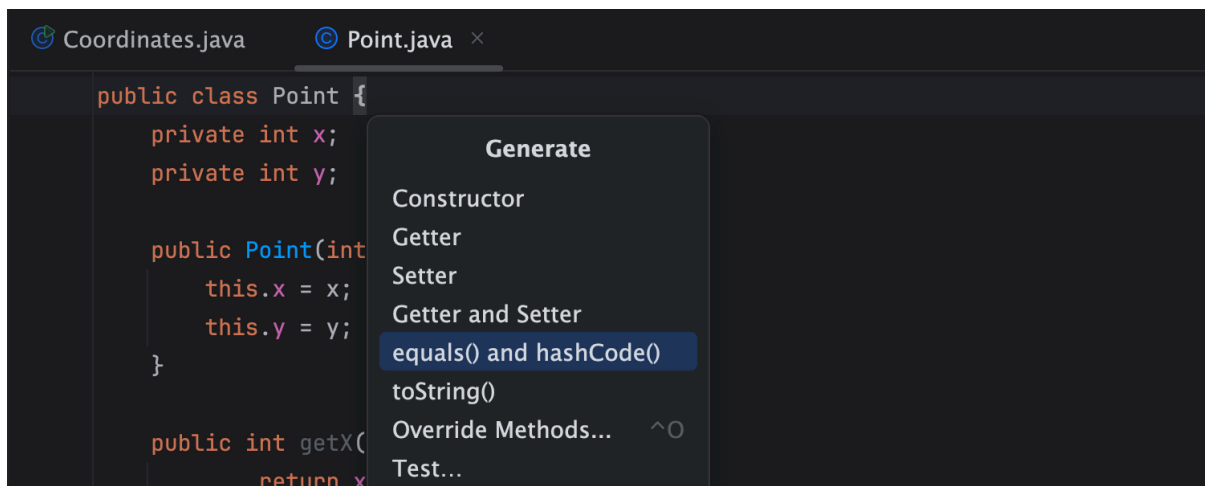 Coordinates.java
Point.java
public class Point {
private int x;
private int y;
public Point(int
this.x = x;
this.y = y;
}
public int getX(
return x
Generate
Constructor
Getter
Setter
Getter and Setter
equals() and hashCode()
toString()
Override Methods... ^O
Test...